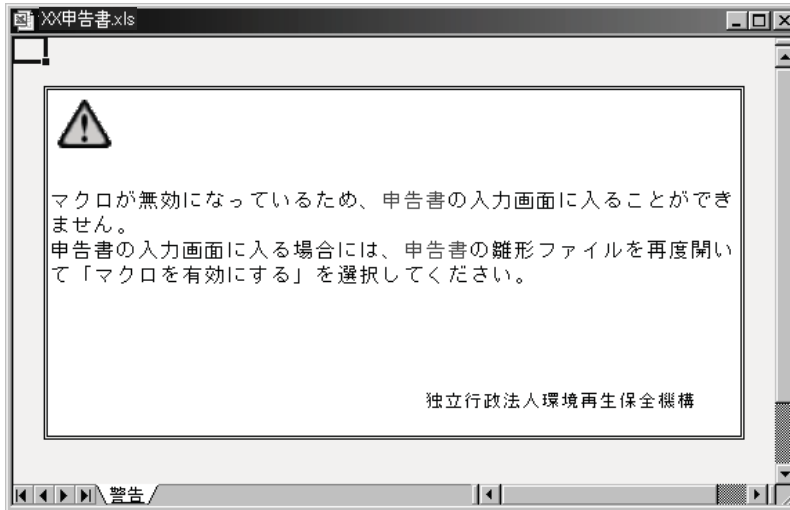 XX申告書.xls
マクロが無効になっているため、申告書の入力画面に入ることができ
ません。
申告書の入力画面に入る場合には、申告書の雛形ファイルを再度開い
て「マクロを有効にする」を選択してください。
独立行政法人環境再生保全機構
警告